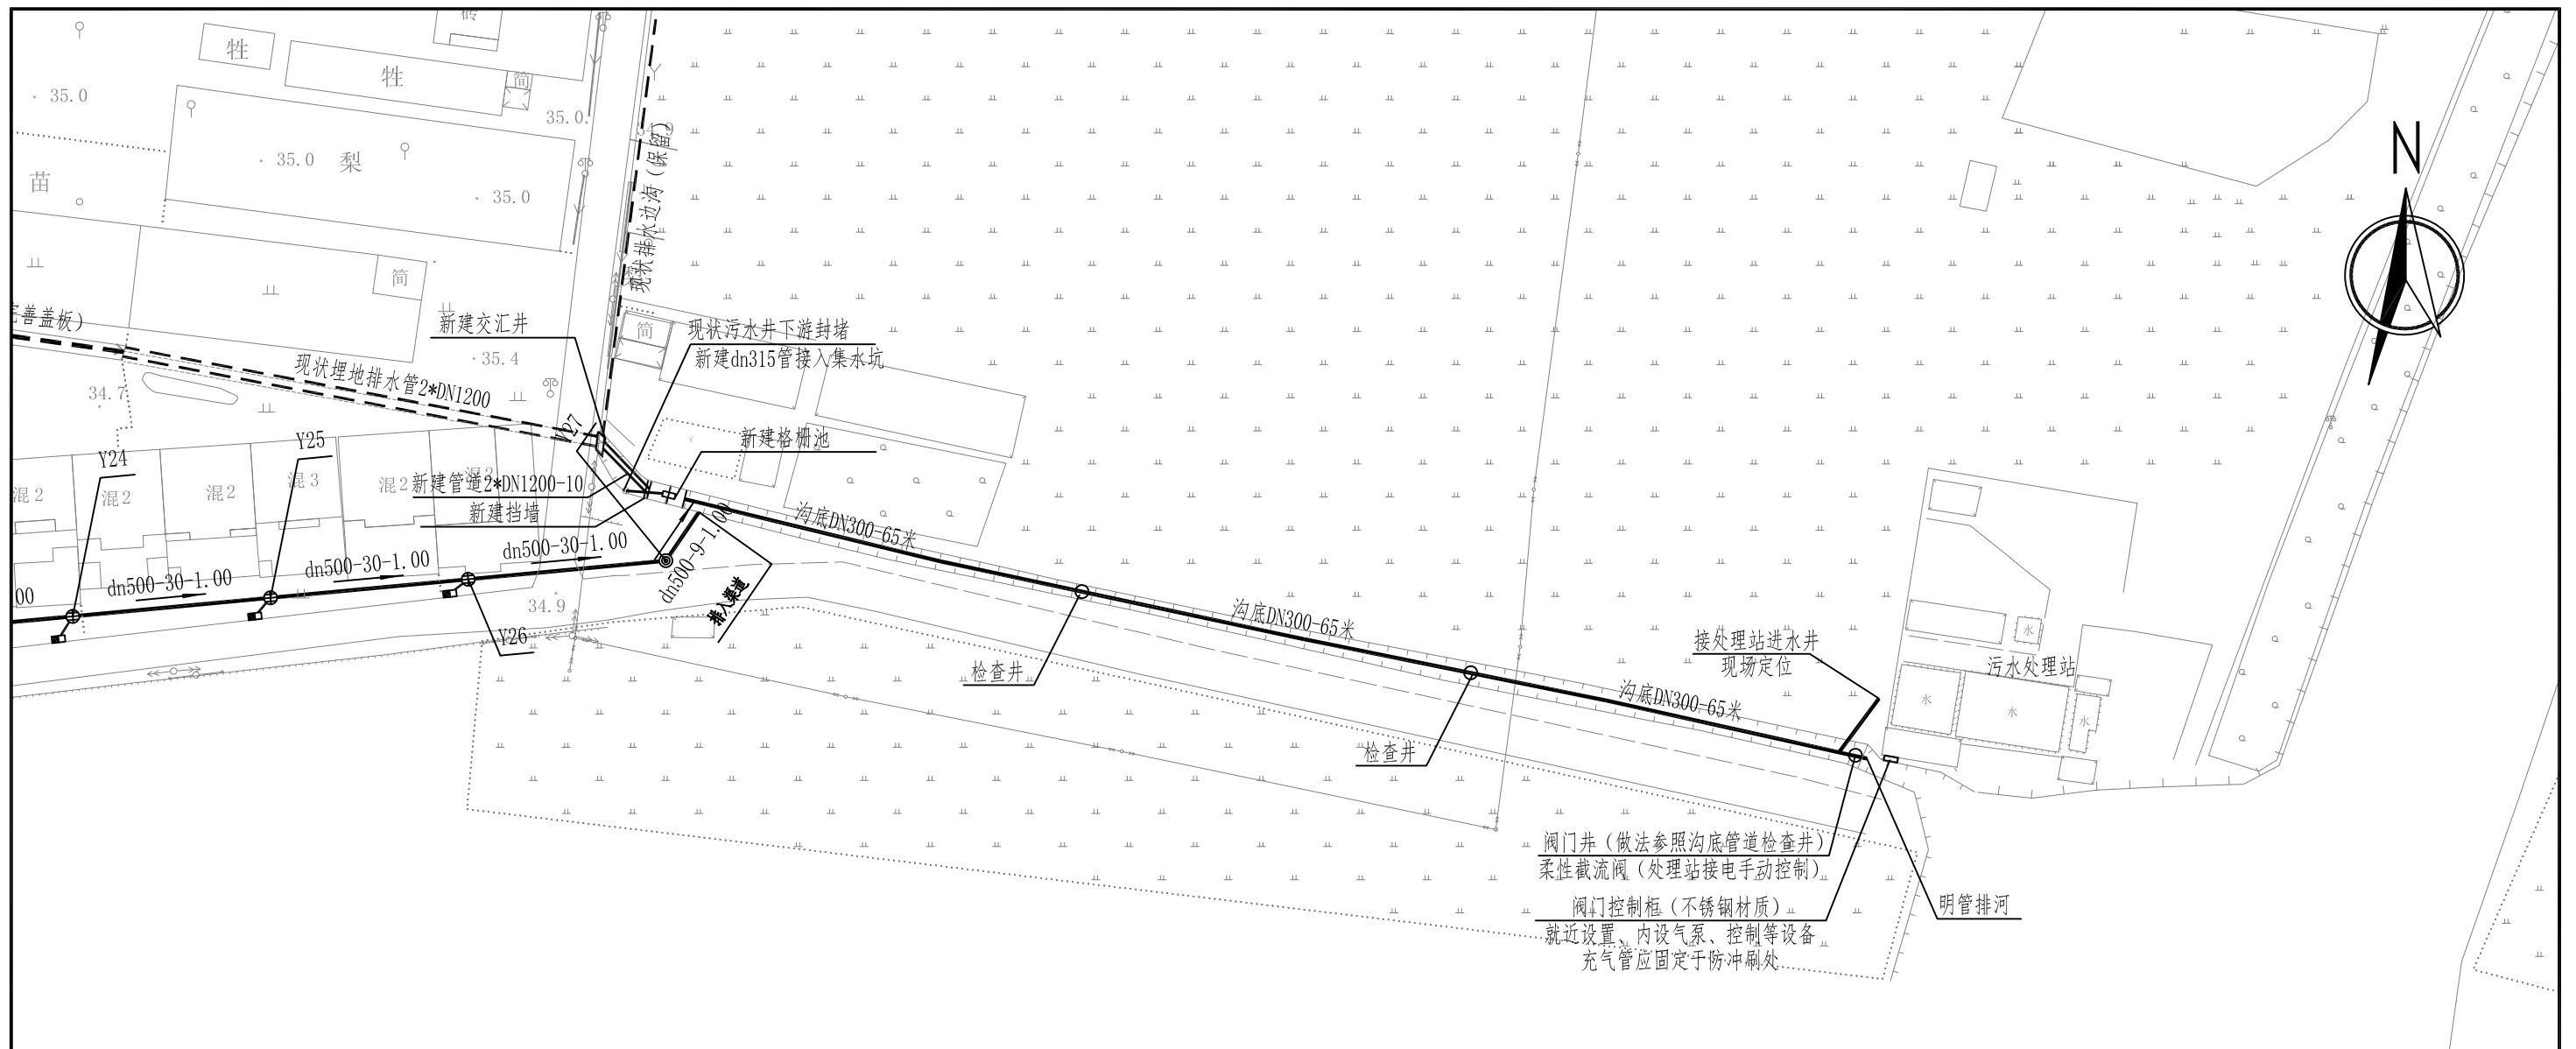 砖
牲
牲
简
35.0
35.0
35.0
梨
35.0
苗
简
善盖板)
现状埋地排水管2*DN1200
34.7
35.4
新建交汇井
现状排水边沟(保留)
简
现状污水井下游封堵
新建dn315管接入集水坑
新建格栅池
Y27
Y24
Y25
混2
混2
混2
混3
混2
混2
新建管道2*DN1200-10
新建挡墙
沟底DN300-65米
00
dn500-30-1.00
dn500-30-1.00
dn500-30-1.00
dn500-9-1.00
排入渠道
34.9
Y26
检查井
沟底DN300-65米
检查井
沟底DN300-65米
接处理站进水井
现场定位
污水处理站
水
水
水
水
阀门井（做法参照沟底管道检查井）
柔性截流阀（处理站接电手动控制）
阀门控制柜（不锈钢材质）
就近设置、内设气泵、控制等设备
充气管应固定于防冲刷处
明管排河
N